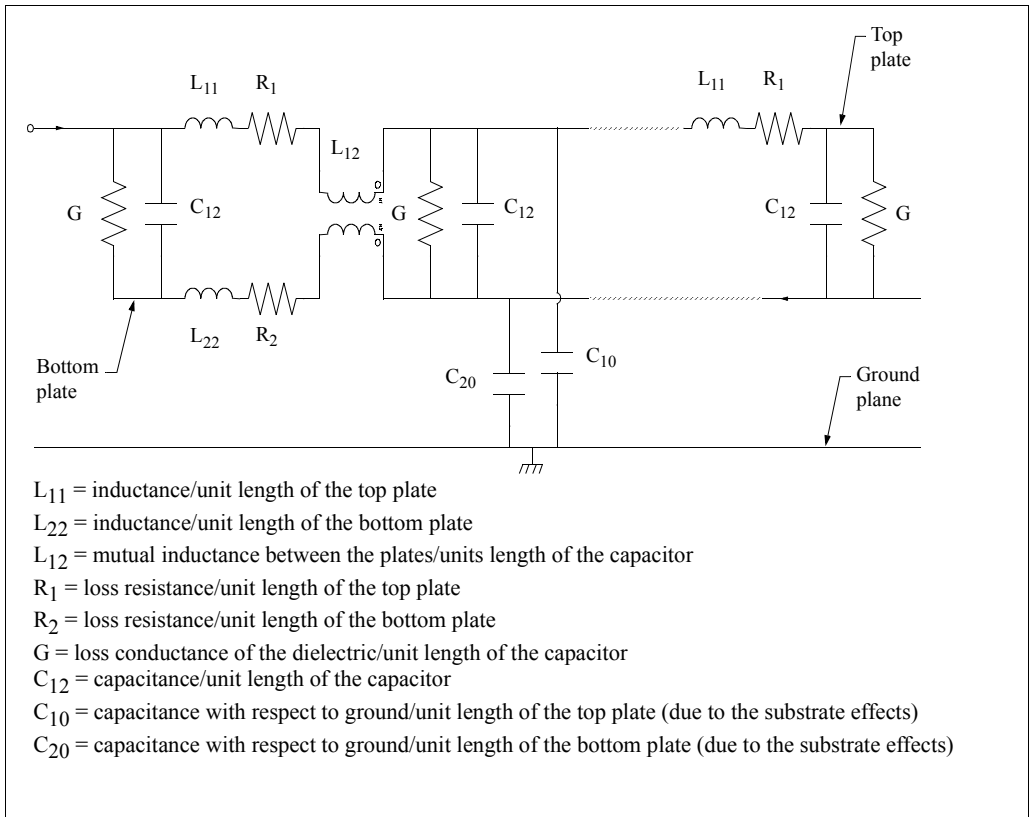 Top
plate
L11 R1
L11 R1
L12
G
C12
G
C12
C12
G
L22
R2
Bottom
plate
C20
C10
Ground
plane
L11 = inductance/unit length of the top plate
L22 = inductance/unit length of the bottom plate
L12 = mutual inductance between the plates/units length of the capacitor
R1 = loss resistance/unit length of the top plate
R2 = loss resistance/unit length of the bottom plate
G = loss conductance of the dielectric/unit length of the capacitor
C12 = capacitance/unit length of the capacitor
C10 = capacitance with respect to ground/unit length of the top plate (due to the substrate effects)
C20 = capacitance with respect to ground/unit length of the bottom plate (due to the substrate effects)